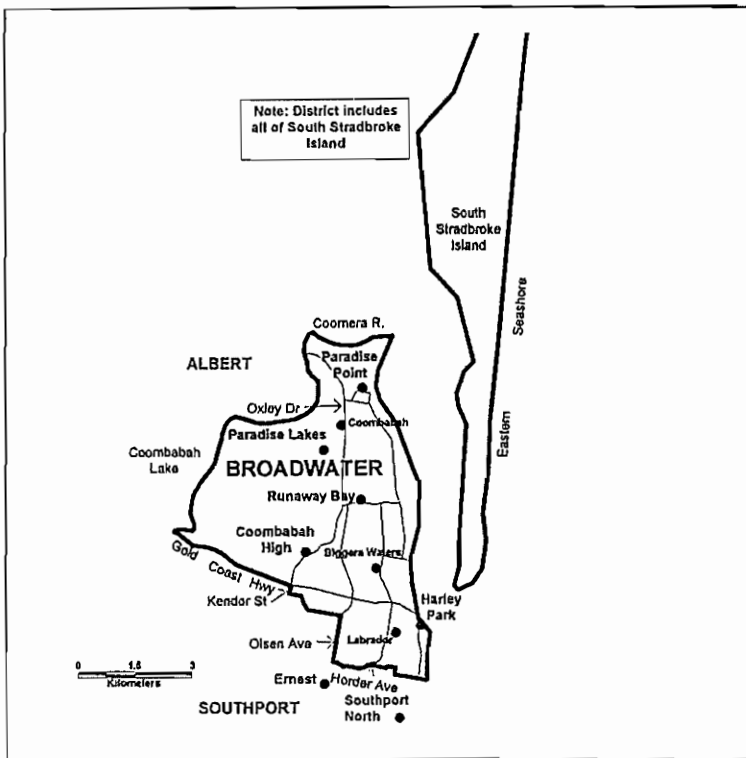 Note: District includes
all of South Stradbroke
Island
South
Stradbroke
Island
Seashore
Eastern
Coomera R.
ALBERT
Paradise
Point
Oxley Dr
Coombabah
Paradise Lakes
Coombabah
Lake
BROADWATER
Runaway Bay
Coombabah
High
Biggera Waters
Gold Coast Hwy
Kendor St
Harley
Park
Olsen Ave
Labrador
0 1.5 3
Kilometers
Ernest
Horder Ave
SOUTHPORT
Southport
North